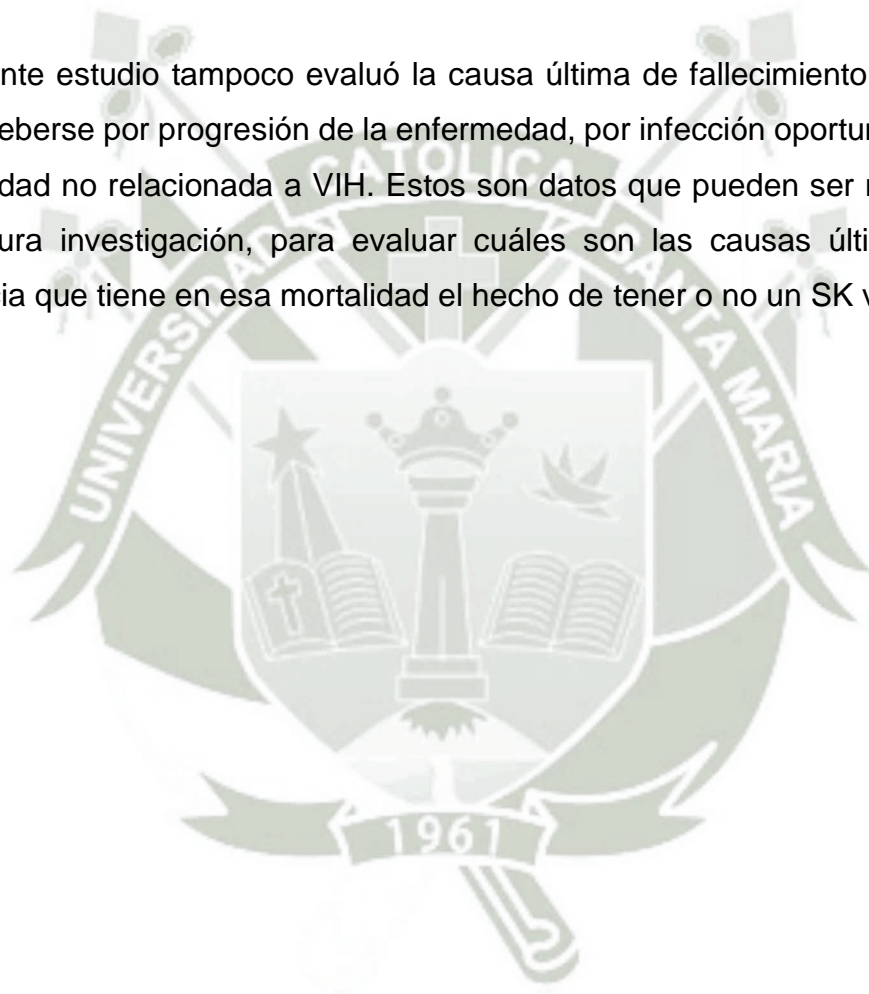 nte estudio tampoco evaluó la causa última de fallecimiento
eberse por progresión de la enfermedad, por infección oportu
dad no relacionada a VIH. Estos son datos que pueden ser
ura investigación, para evaluar cuáles son las causas últi
cia que tiene en esa mortalidad el hecho de tener o no un SK v
UNIVERSIDAD CATÓLICA SANTA MARIA
1961